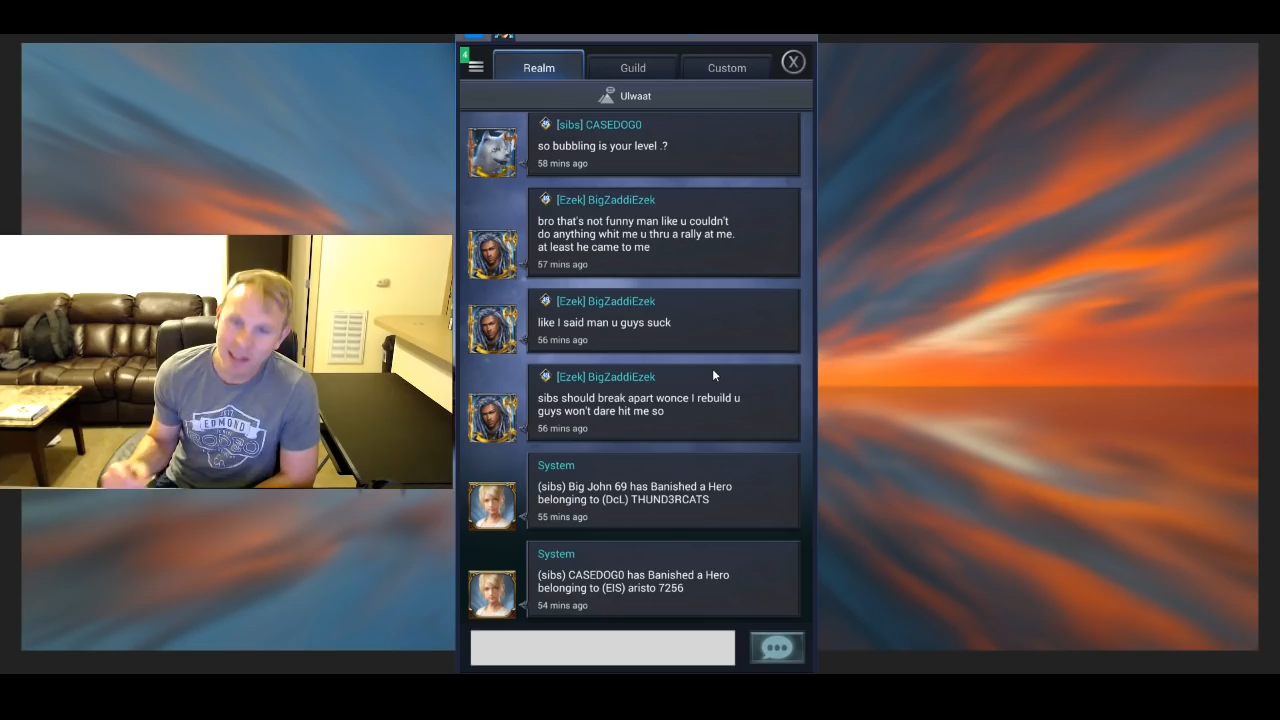 4
Realm
Guild
Custom
X
Ulwaat
[sibs] CASEDOG0
so bubbling is your level .?
58 mins ago
[Ezek] BigZaddiEzek
bro that's not funny man like u couldn't
do anything whit me u thru a rally at me.
at least he came to me
57 mins ago
[Ezek] BigZaddiEzek
like I said man u guys suck
56 mins ago
[Ezek] BigZaddiEzek
sibs should break apart wonce I rebuild u
guys won't dare hit me so
56 mins ago
System
(sibs) Big John 69 has Banished a Hero
belonging to (DcL) THUND3RCATS
55 mins ago
System
(sibs) CASEDOG0 has Banished a Hero
belonging to (EIS) aristo 7256
54 mins ago
EDMOND